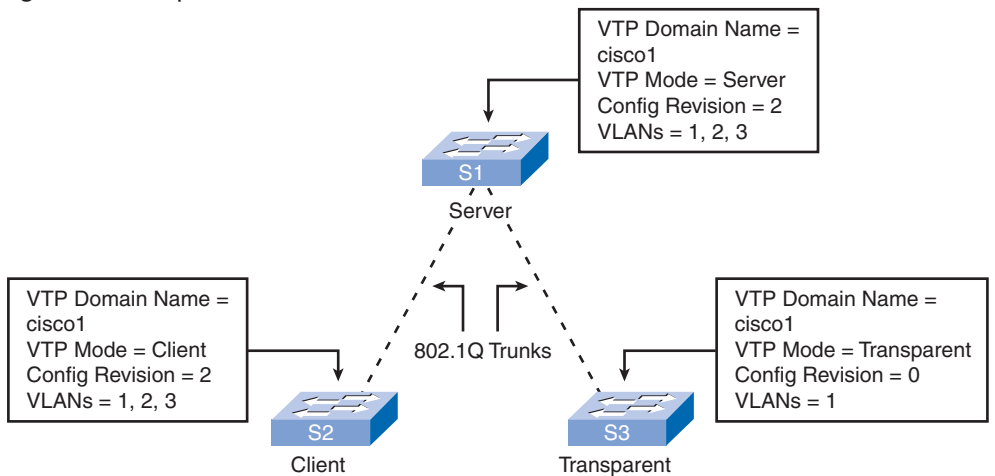 VTP Domain Name =
cisco1
VTP Mode = Server
Config Revision = 2
VLANs = 1, 2, 3
S1
Server
VTP Domain Name =
cisco1
VTP Mode = Client
Config Revision = 2
VLANs = 1, 2, 3
802.1Q Trunks
VTP Domain Name =
cisco1
VTP Mode = Transparent
Config Revision = 0
VLANs = 1
S2
Client
S3
Transparent